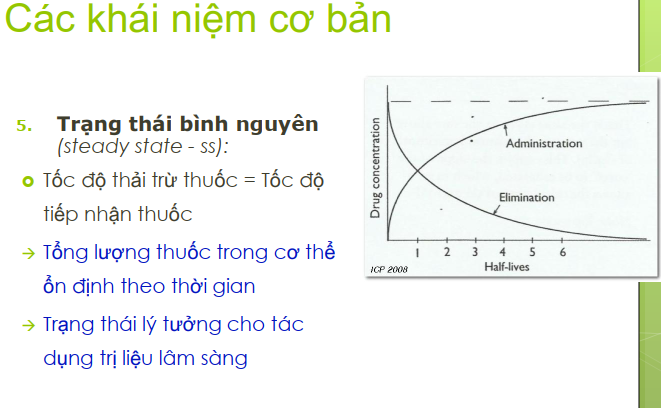 Các khái niệm cơ bản
5. Trạng thái bình nguyên
(steady state - ss):
Tốc độ thải trừ thuốc = Tốc độ
tiếp nhận thuốc
→ Tổng lượng thuốc trong cơ thể
ổn định theo thời gian
→ Trạng thái lý tưởng cho tác
dụng trị liệu lâm sàng
Drug concentration
Administration
Elimination
1 2 3 4 5 6
Half-lives
ICP 2008